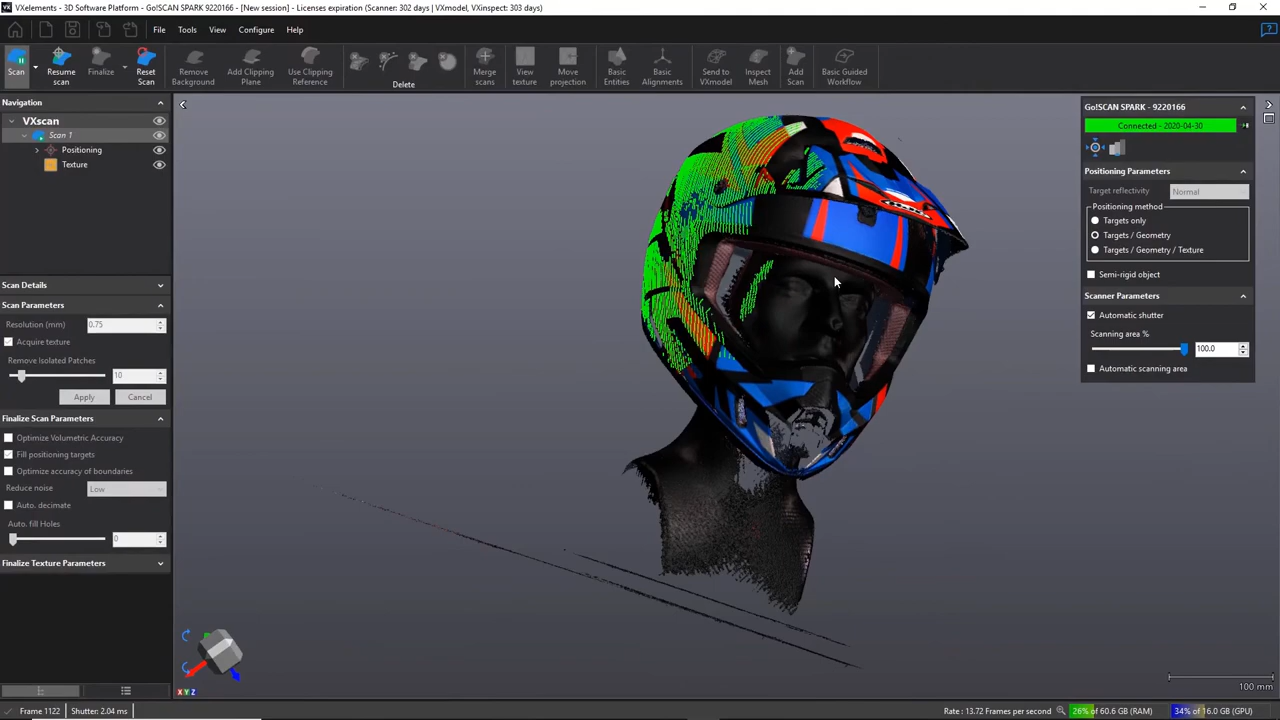 VXelements - 3D Software Platform - Go!SCAN SPARK 9220166 - [New session] - Licenses expiration (Scanner: 302 days | VXmodel, VXinspect: 303 days)
File Tools View Configure Help
Scan
Resume scan
Finalize
Reset Scan
Remove Background
Add Clipping Plane
Use Clipping Reference
Delete
Merge scans
View texture
Move projection
Basic Entities
Basic Alignments
Send to VXmodel
Inspect Mesh
Add Scan
Basic Guided Workflow
Navigation
VXscan
Scan 1
Positioning
Texture
Scan Details
Scan Parameters
Resolution (mm) 0.75
Acquire texture
Remove Isolated Patches
10
Apply Cancel
Finalize Scan Parameters
Optimize Volumetric Accuracy
Fill positioning targets
Optimize accuracy of boundaries
Reduce noise Low
Auto. decimate
Auto. fill Holes
0
Finalize Texture Parameters
Go!SCAN SPARK - 9220166
Connected - 2020-04-30
Positioning Parameters
Target reflectivity Normal
Positioning method
Targets only
Targets / Geometry
Targets / Geometry / Texture
Semi-rigid object
Scanner Parameters
Automatic shutter
Scanning area %
100.0
Automatic scanning area
X Y Z
100 mm
Frame 1122 Shutter: 2.04 ms Rate : 13.72 Frames per second 26% of 60.6 GB (RAM) 34% of 16.0 GB (GPU)